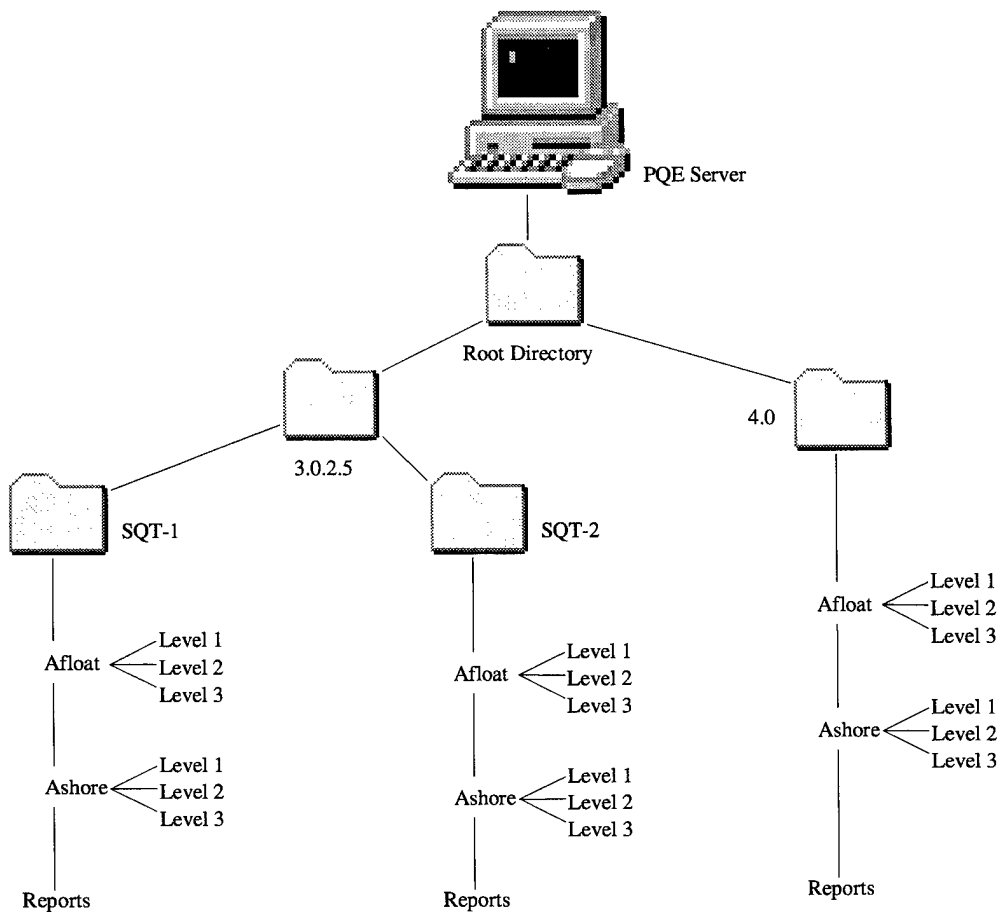 PQE Server
Root Directory
3.0.2.5
4.0
SQT-1
SQT-2
Afloat
Level 1
Level 2
Level 3
Ashore
Level 1
Level 2
Level 3
Reports
Afloat
Level 1
Level 2
Level 3
Ashore
Level 1
Level 2
Level 3
Reports
Afloat
Level 1
Level 2
Level 3
Ashore
Level 1
Level 2
Level 3
Reports